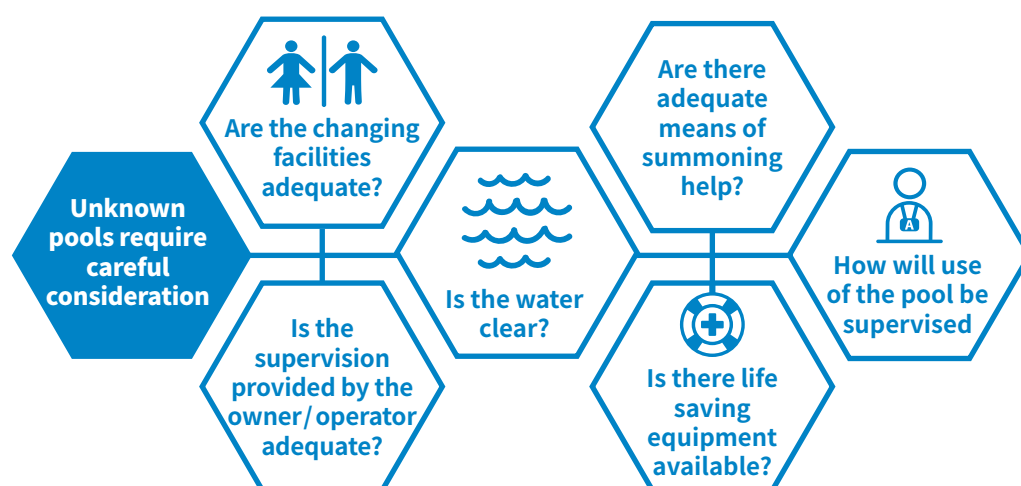 Unknown
pools require
careful
consideration
Are the changing
facilities
adequate?
Is the
supervision
provided by the
owner/operator
adequate?
Is the water
clear?
Are there
adequate
means of
summoning
help?
Is there life
saving
equipment
available?
A
How will use
of the pool be
supervised